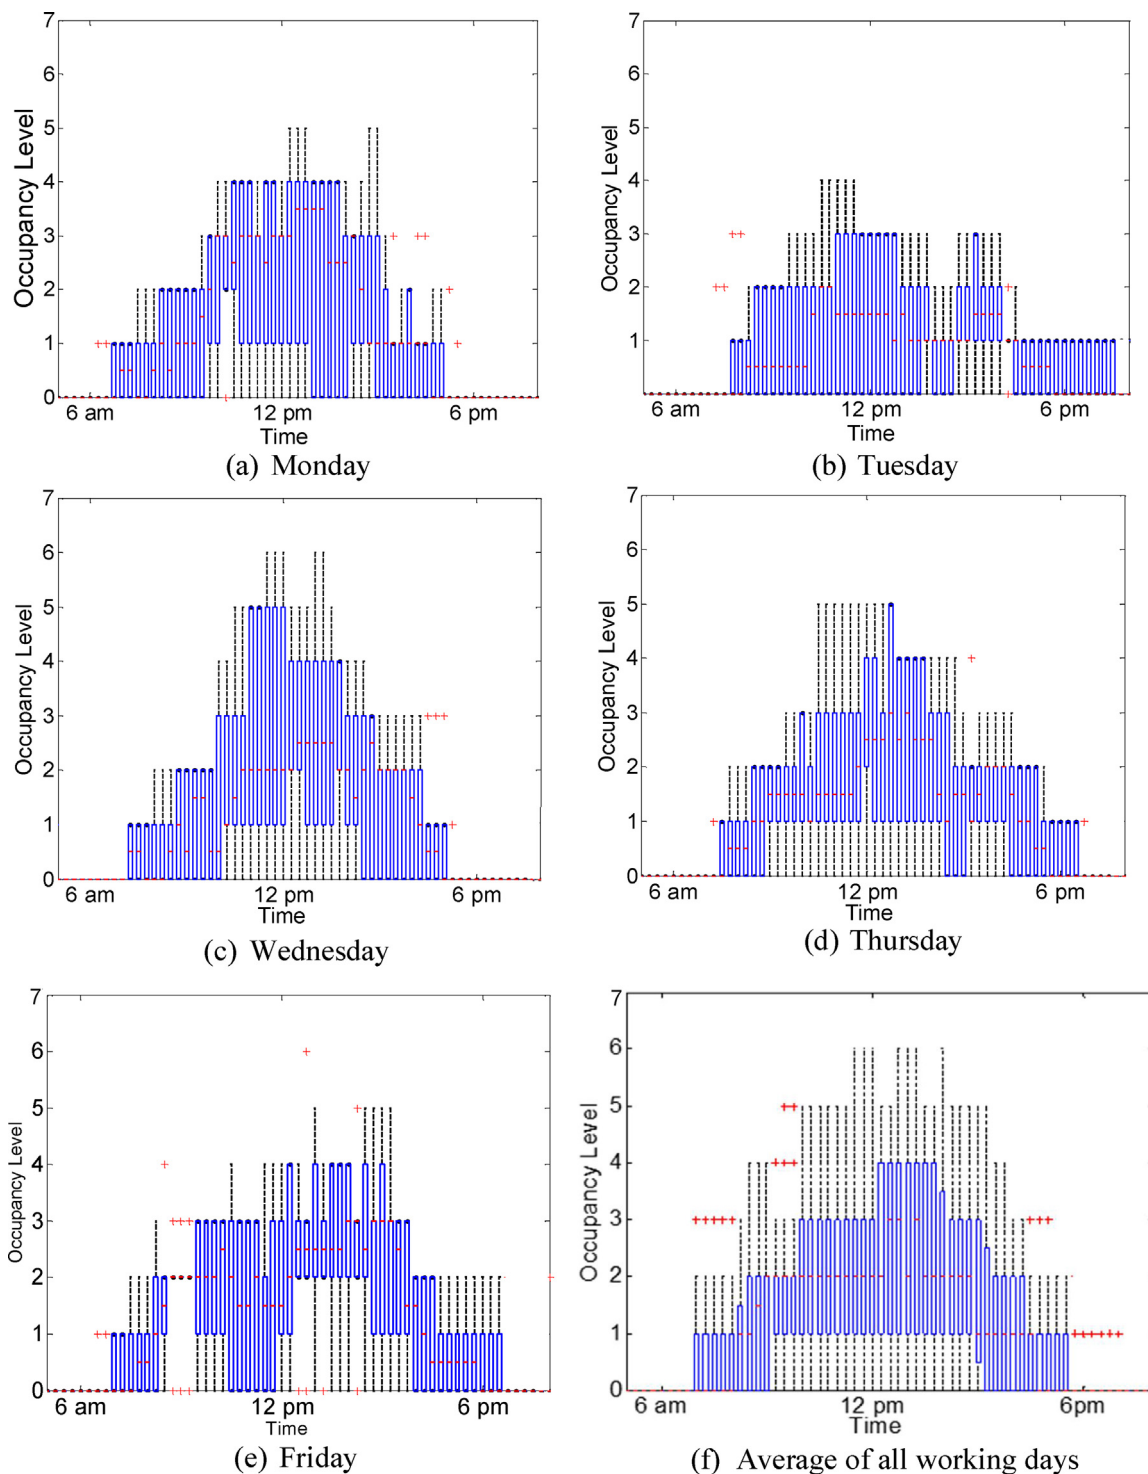 7
6
5
4
3
2
1
0
Occupancy Level
6 am 12 pm 6 pm
Time
(a) Monday
7
6
5
4
3
2
1
Occupancy Level
6 am 12 pm 6 pm
Time
(b) Tuesday
7
6
5
4
3
2
1
0
Occupancy Level
6 am 12 pm 6 pm
Time
(c) Wednesday
7
6
5
4
3
2
1
0
Occupancy Level
6 am 12 pm 6 pm
Time
(d) Thursday
7
6
5
4
3
2
1
0
Occupancy Level
6 am 12 pm 6 pm
Time
(e) Friday
7
6
5
4
3
2
1
0
Occupancy Level
6 am 12 pm 6pm
Time
(f) Average of all working days